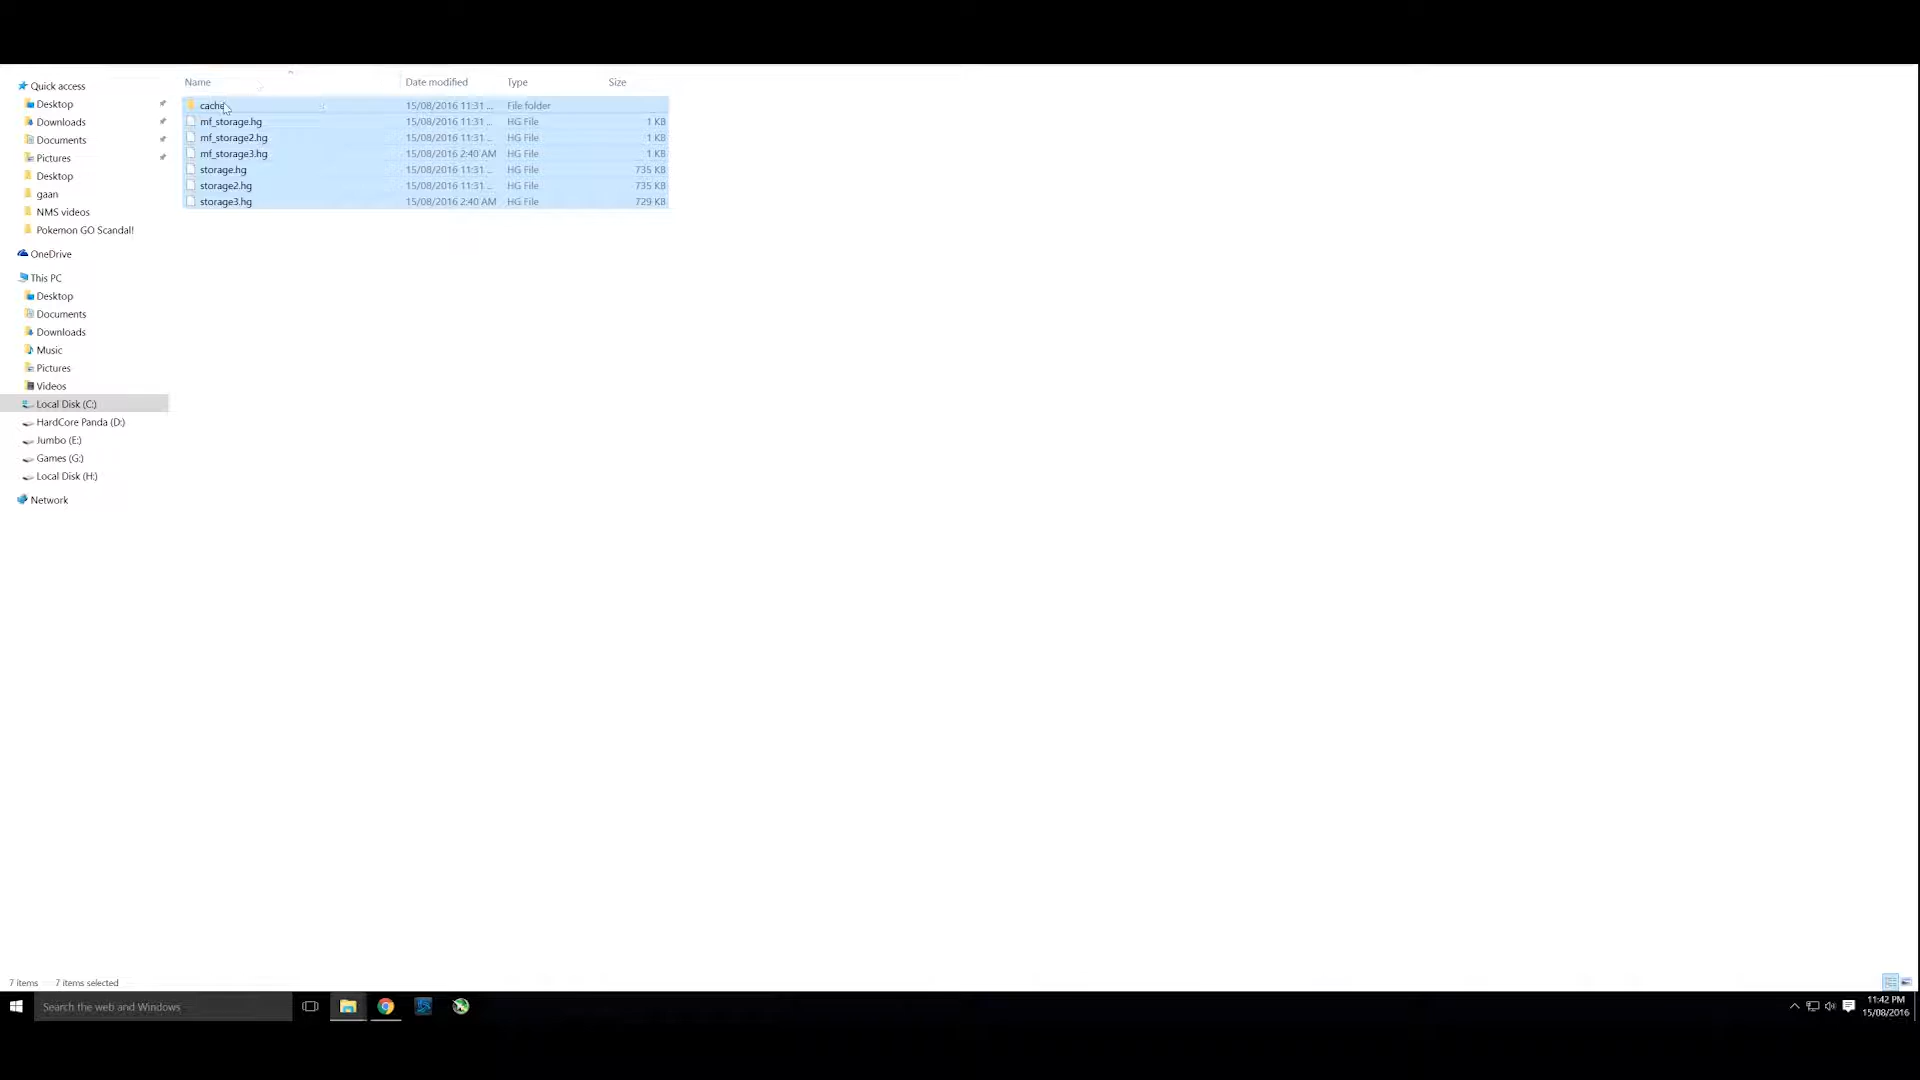 Name Date modified Type Size
Quick access
Desktop
Downloads
Documents
Pictures
Desktop
gaan
NMS videos
Pokemon GO Scandal!
OneDrive
This PC
Desktop
Documents
Downloads
Music
Pictures
Videos
Local Disk (C:)
HardCore Panda (D:)
Jumbo (E:)
Games (G:)
Local Disk (H:)
Network
cache 15/08/2016 11:31 ... File folder
mf_storage.hg 15/08/2016 11:31 ... HG File 1 KB
mf_storage2.hg 15/08/2016 11:31 ... HG File 1 KB
mf_storage3.hg 15/08/2016 2:40 AM HG File 1 KB
storage.hg 15/08/2016 11:31 ... HG File 735 KB
storage2.hg 15/08/2016 11:31 ... HG File 735 KB
storage3.hg 15/08/2016 2:40 AM HG File 729 KB
7 items 7 items selected
Search the web and Windows
11:42 PM
15/08/2016